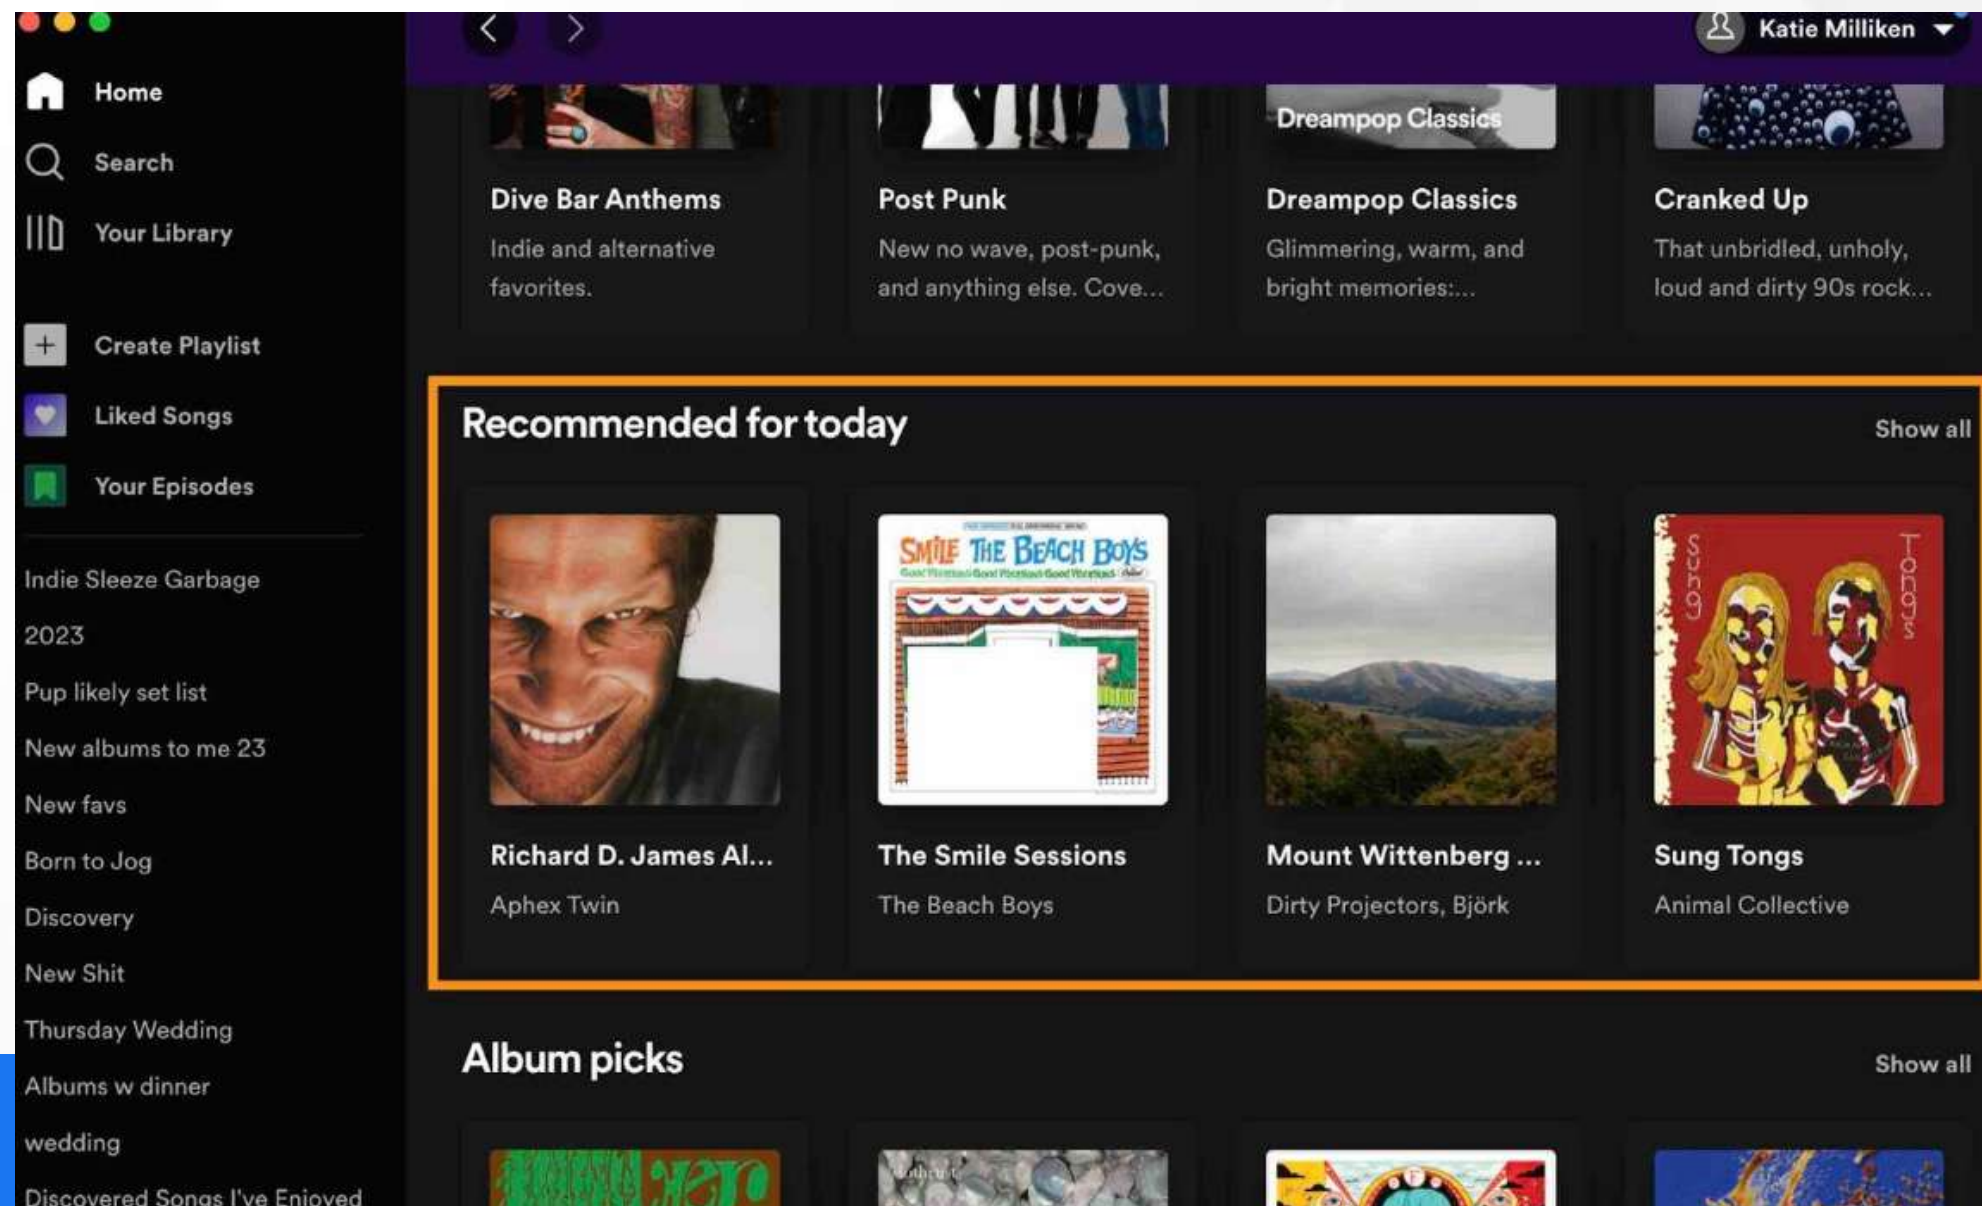 Katie Milliken
Home
Search
Your Library
Create Playlist
Liked Songs
Your Episodes
Indie Sleeze Garbage
2023
Pup likely set list
New albums to me 23
New favs
Born to Jog
Discovery
New Shit
Thursday Wedding
Albums w dinner
wedding
Discovered Songs I've Enjoyed
Dreampop Classics
Dive Bar Anthems
Indie and alternative
favorites.
Post Punk
New no wave, post-punk,
and anything else. Cove...
Dreampop Classics
Glimmering, warm, and
bright memories:...
Cranked Up
That unbridled, unholy,
loud and dirty 90s rock...
Recommended for today
Show all
SMiLE THE BEACH BOYS
Sung
Tongs
Richard D. James Al...
Aphex Twin
The Smile Sessions
The Beach Boys
Mount Wittenberg ...
Dirty Projectors, Björk
Sung Tongs
Animal Collective
Album picks
Show all